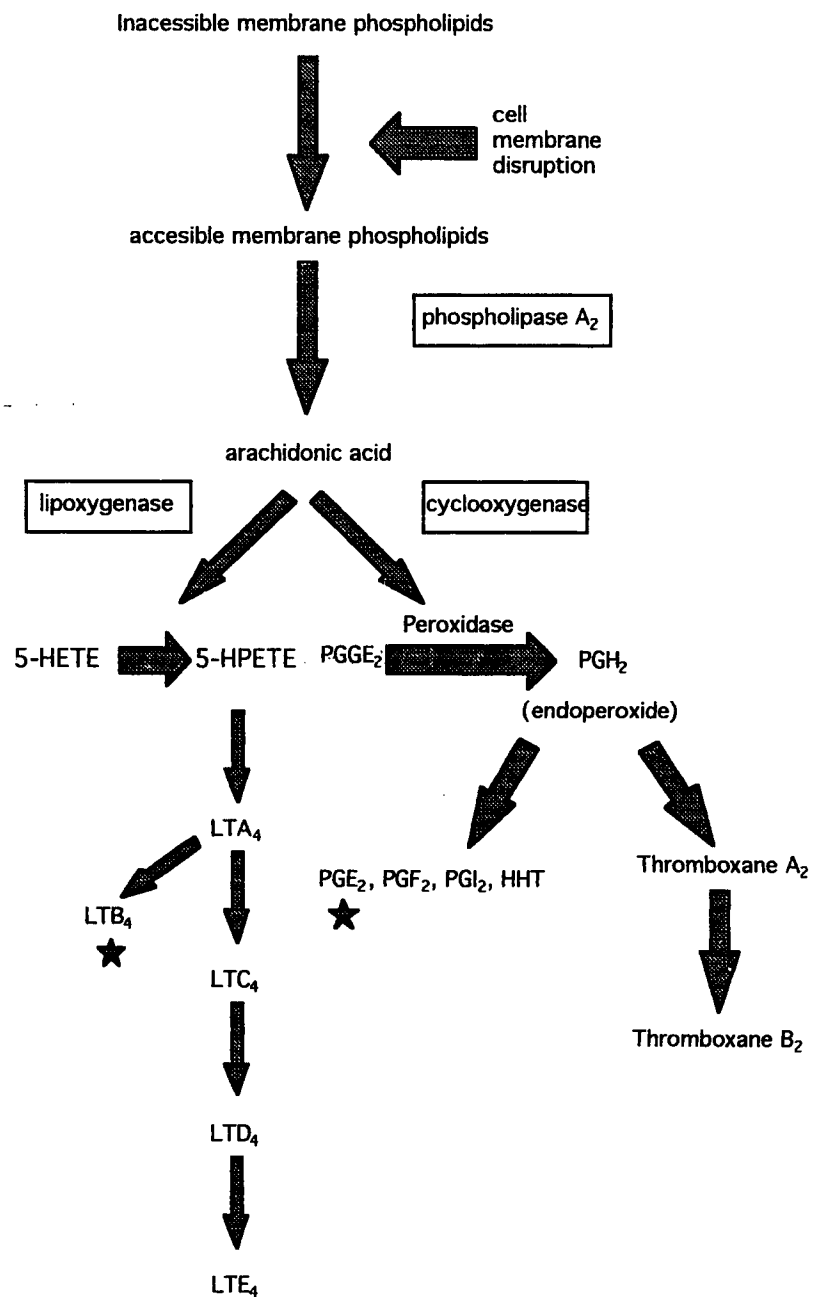 Inacessible membrane phospholipids
cell
membrane
disruption
accesible membrane phospholipids
phospholipase A₂
arachidonic acid
lipoxygenase
cyclooxygenase
Peroxidase
5-HETE 5-HPETE PGGE₂ PGH₂
(endoperoxide)
LTA₄
PGE₂, PGF₂, PGI₂, HHT
Thromboxane A₂
LTB₄
LTC₄
Thromboxane B₂
LTD₄
LTE₄